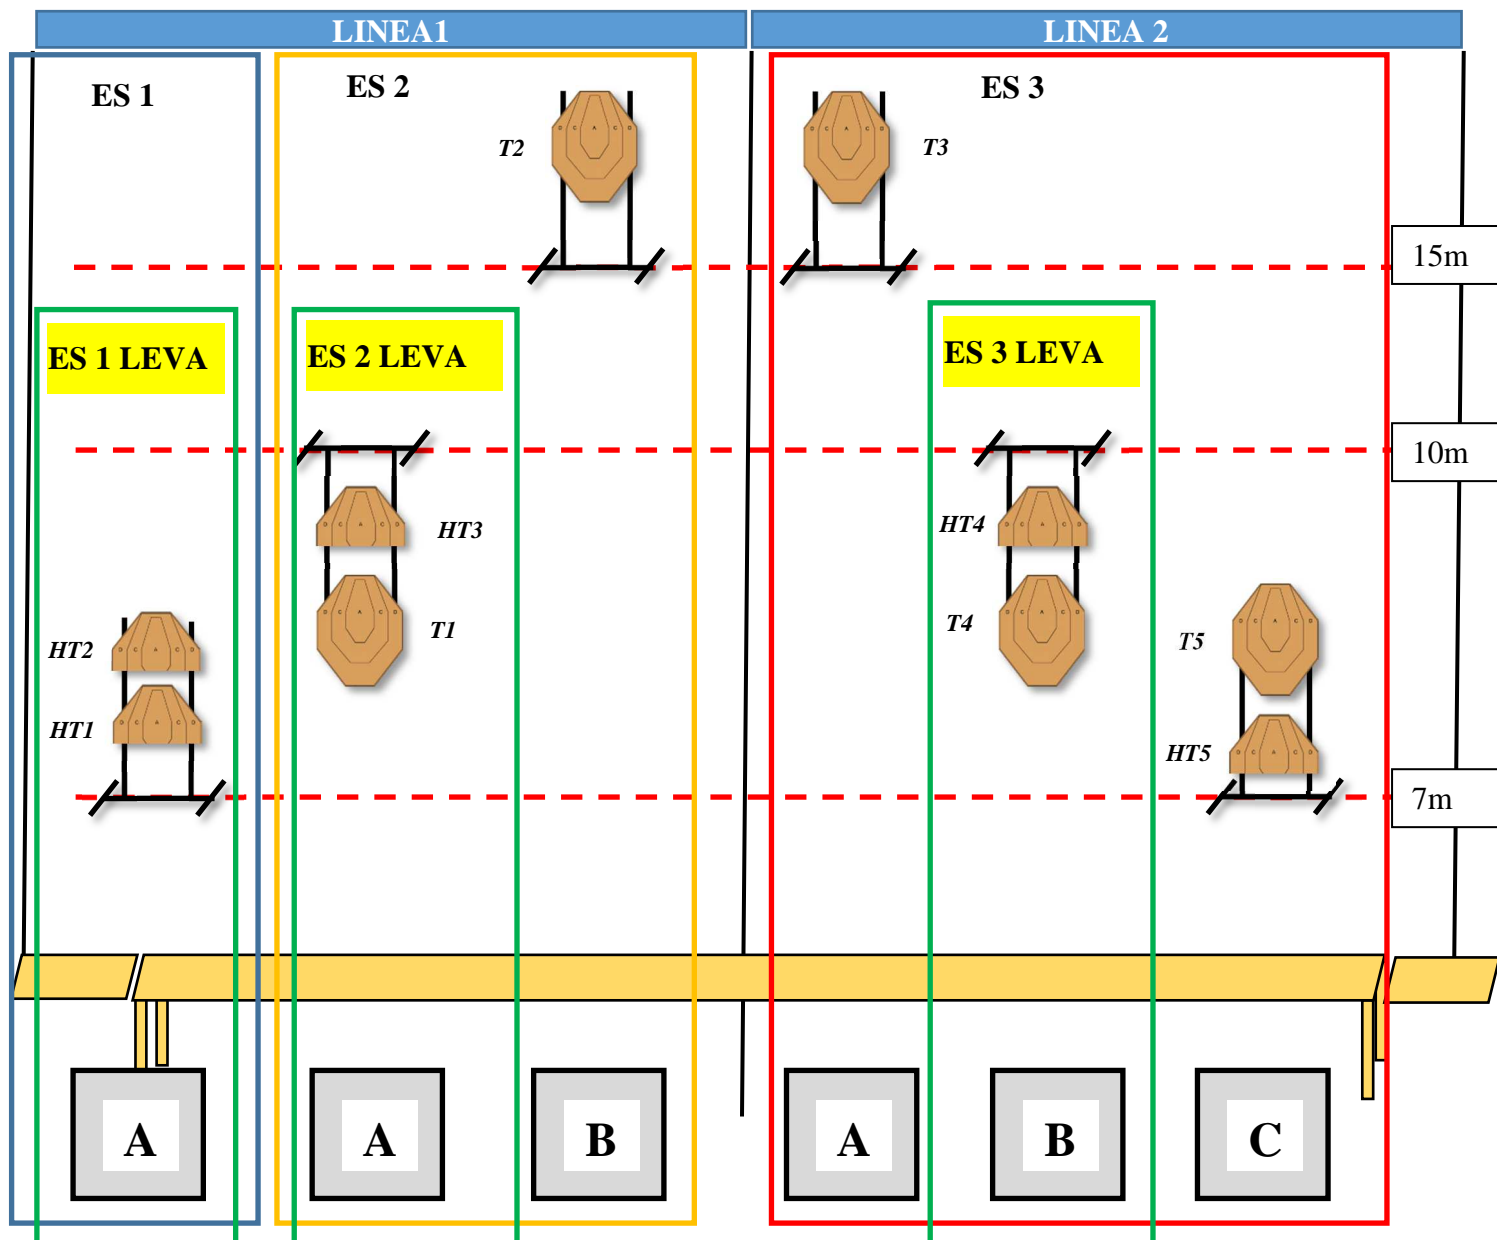 LINEA1
LINEA 2
ES 1
ES 2
ES 3
T2
T3
15m
ES 1 LEVA
ES 2 LEVA
ES 3 LEVA
10m
HT3
HT4
T1
T4
T5
HT2
HT1
HT5
7m
A
A
B
A
B
C